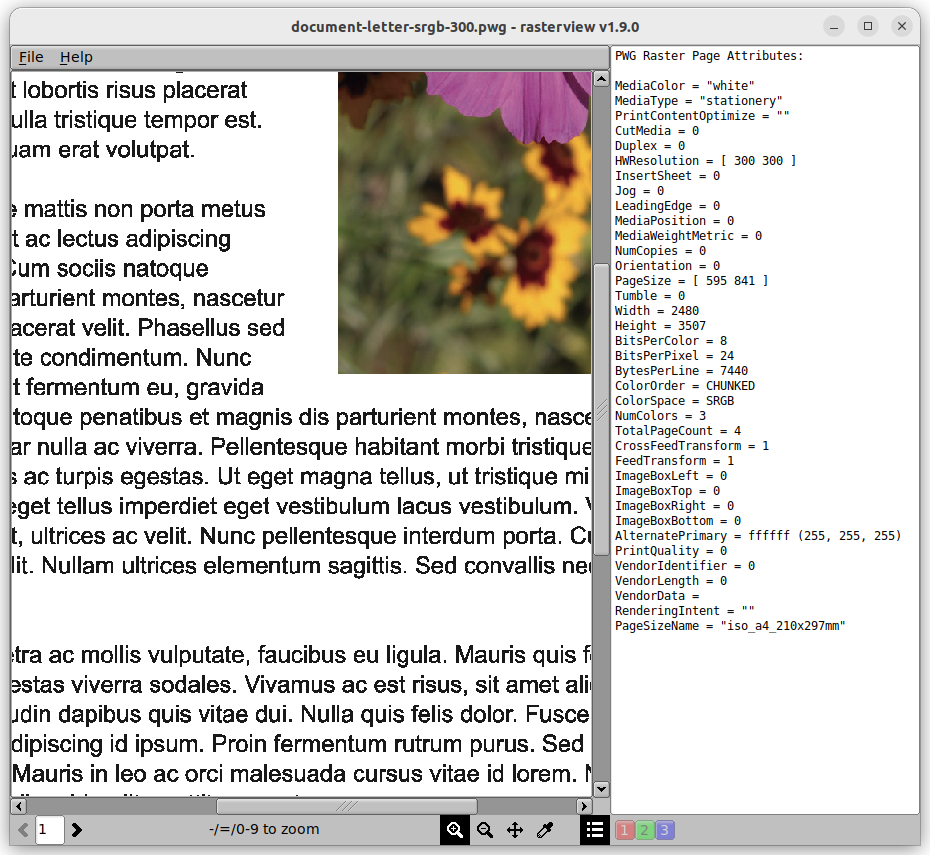 document-letter-srgb-300.pwg - rasterview v1.9.0
File Help
t lobortis risus placerat
ulla tristique tempor est.
uam erat volutpat.
e mattis non porta metus
t ac lectus adipiscing
Cum sociis natoque
arturient montes, nascetur
acerat velit. Phasellus sed
te condimentum. Nunc
t fermentum eu, gravida
toque penatibus et magnis dis parturient montes, nasce
ar nulla ac viverra. Pellentesque habitant morbi tristique
s ac turpis egestas. Ut eget magna tellus, ut tristique mi
eget tellus imperdiet eget vestibulum lacus vestibulum. V
t, ultrices ac velit. Nunc pellentesque interdum porta. Cu
lit. Nullam ultrices elementum sagittis. Sed convallis nec
tra ac mollis vulputate, faucibus eu ligula. Mauris quis f
estas viverra sodales. Vivamus ac est risus, sit amet ali
udin dapibus quis vitae dui. Nulla quis felis dolor. Fusce
dipiscing id ipsum. Proin fermentum rutrum purus. Sed
Mauris in leo ac orci malesuada cursus vitae id lorem. N
1
-/=/0-9 to zoom
PWG Raster Page Attributes:
MediaColor = "white"
MediaType = "stationery"
PrintContentOptimize = ""
CutMedia = 0
Duplex = 0
HWResolution = [ 300 300 ]
InsertSheet = 0
Jog = 0
LeadingEdge = 0
MediaPosition = 0
MediaWeightMetric = 0
NumCopies = 0
Orientation = 0
PageSize = [ 595 841 ]
Tumble = 0
Width = 2480
Height = 3507
BitsPerColor = 8
BitsPerPixel = 24
BytesPerLine = 7440
ColorOrder = CHUNKED
ColorSpace = SRGB
NumColors = 3
TotalPageCount = 4
CrossFeedTransform = 1
FeedTransform = 1
ImageBoxLeft = 0
ImageBoxTop = 0
ImageBoxRight = 0
ImageBoxBottom = 0
AlternatePrimary = ffffff (255, 255, 255)
PrintQuality = 0
VendorIdentifier = 0
VendorLength = 0
VendorData =
RenderingIntent = ""
PageSizeName = "iso_a4_210x297mm"
1 2 3